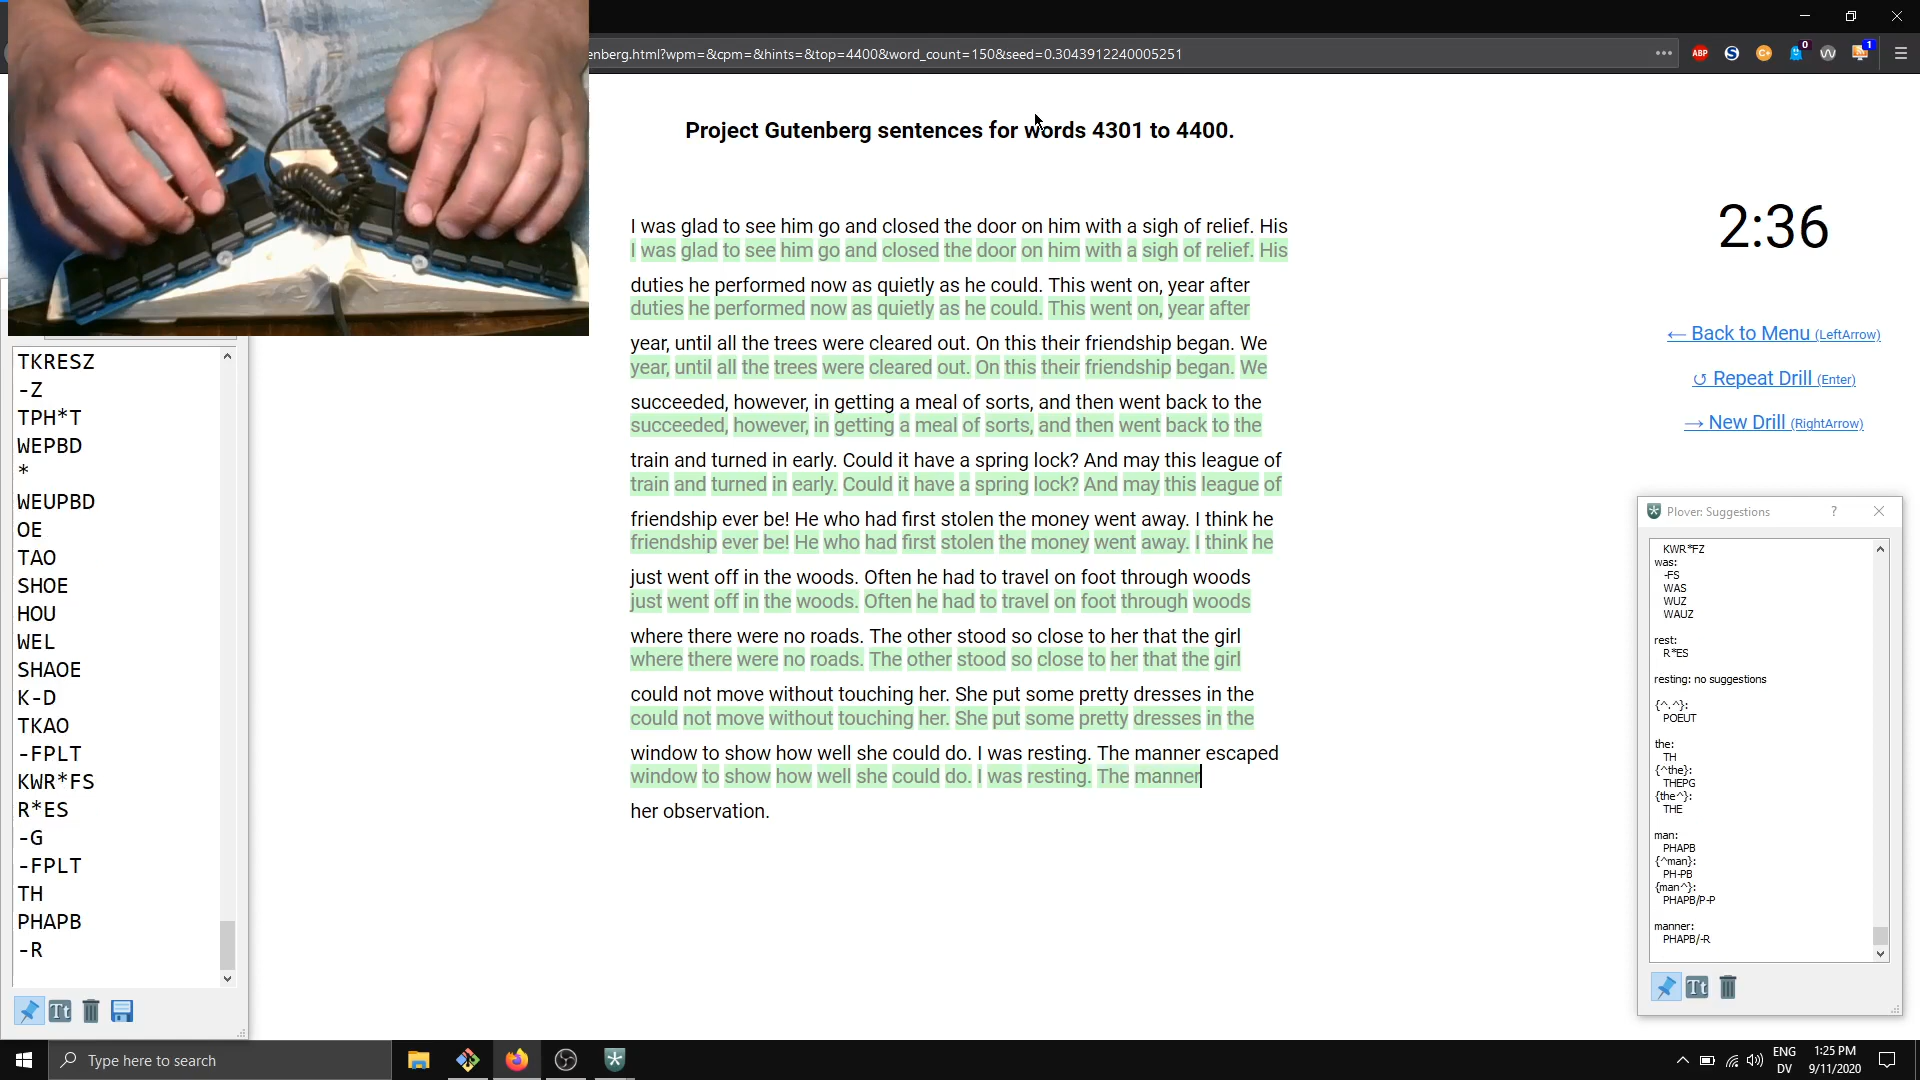 enberg.html?wpm=&cpm=&hints=&top=4400&word_count=150&seed=0.3043912240005251
ABP
0
1
Project Gutenberg sentences for words 4301 to 4400.
I was glad to see him go and closed the door on him with a sigh of relief. His
I was glad to see him go and closed the door on him with a sigh of relief. His
duties he performed now as quietly as he could. This went on, year after
duties he performed now as quietly as he could. This went on, year after
year, until all the trees were cleared out. On this their friendship began. We
year, until all the trees were cleared out. On this their friendship began. We
succeeded, however, in getting a meal of sorts, and then went back to the
succeeded, however, in getting a meal of sorts, and then went back to the
train and turned in early. Could it have a spring lock? And may this league of
train and turned in early. Could it have a spring lock? And may this league of
friendship ever be! He who had first stolen the money went away. I think he
friendship ever be! He who had first stolen the money went away. I think he
just went off in the woods. Often he had to travel on foot through woods
just went off in the woods. Often he had to travel on foot through woods
where there were no roads. The other stood so close to her that the girl
where there were no roads. The other stood so close to her that the girl
could not move without touching her. She put some pretty dresses in the
could not move without touching her. She put some pretty dresses in the
window to show how well she could do. I was resting. The manner escaped
window to show how well she could do. I was resting. The manner
her observation.
2:36
← Back to Menu (LeftArrow)
↺ Repeat Drill (Enter)
→ New Drill (RightArrow)
TKRESZ
-Z
TPH*T
WEPBD
*
WEUPBD
OE
TAO
SHOE
HOU
WEL
SHAOE
K-D
TKAO
-FPLT
KWR*FS
R*ES
-G
-FPLT
TH
PHAPB
-R
Tt
Plover: Suggestions
?
KWR*FZ
was:
-FS
WAS
WUZ
WAUZ
rest:
R*ES
resting: no suggestions
{^.^}:
POEUT
the:
TH
{^the}:
THEPG
{the^}:
THE
man:
PHAPB
{^man}:
PH-PB
{man^}:
PHAPB/P-P
manner:
PHAPB/-R
Tt
Type here to search
ENG
DV
1:25 PM
9/11/2020